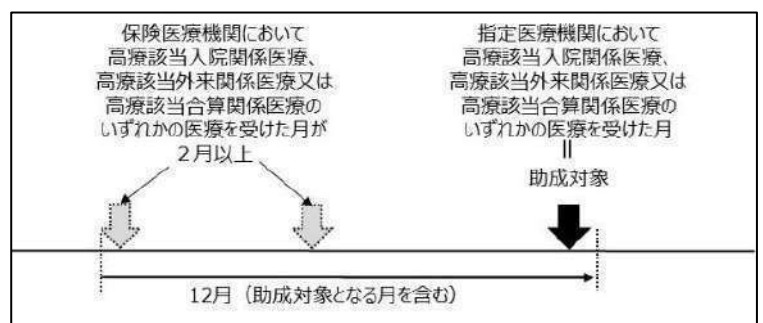 保険医療機関において
高療該当入院関係医療、
高療該当外来関係医療又は
高療該当合算関係医療の
いずれかの医療を受けた月が
２月以上
指定医療機関において
高療該当入院関係医療、
高療該当外来関係医療又は
高療該当合算関係医療の
いずれかの医療を受けた月
＝
助成対象
12月（助成対象となる月を含む）